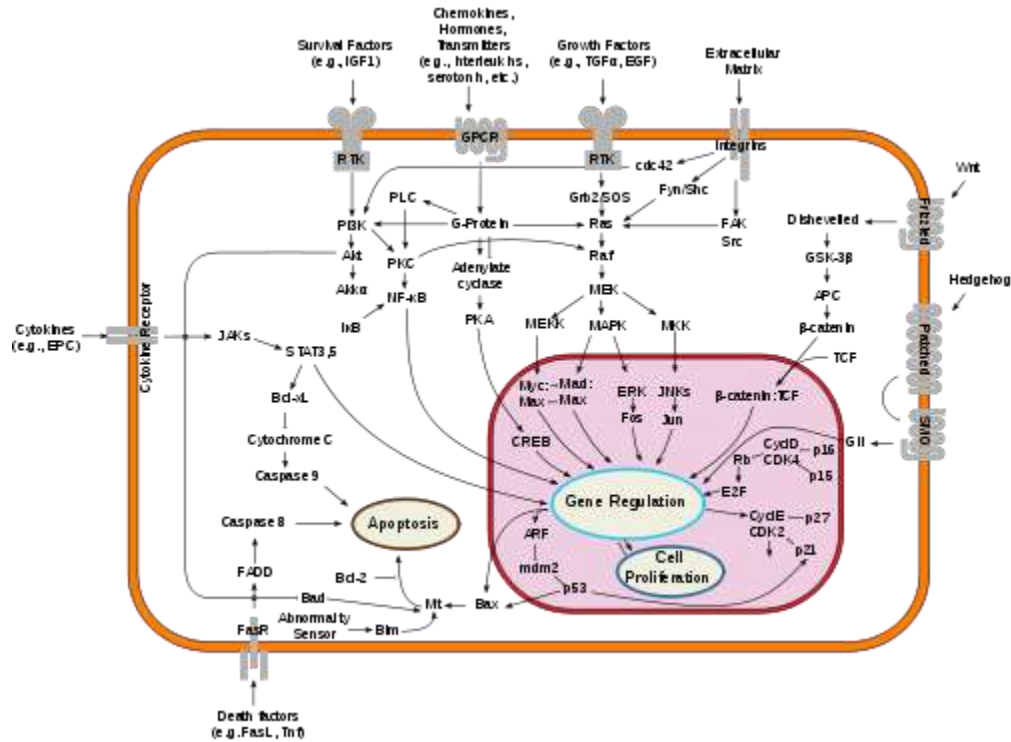 Chemokines,
Hormones,
Transmitters
(e.g., hterleukhs,
serotonh, etc.)
Survival Factors
(e.g., IGF1)
Growth Factors
(e.g., TGFα, EGF)
Extracellular
Matrix
GPCR
Integrins
RTK
RTK
cdc42
Wnt
Fyn/Shc
PLC
Grb2/SOS
Frizzled
PI3K
G-Protein
Ras
FAK
Src
Dishevelled
Akt
PKC
Adenylate
cyclase
Raf
GSK-3β
Hedgehog
Akkα
NF-κB
MEK
APC
IκB
PKA
MEKK
MAPK
MKK
β-catenin
Cytokines
(e.g., EPC)
Cytokine Receptor
JAKs
STAT3,5
TCF
Patched
Myc:
Max
Mad:
Max
ERK
JNKs
β-catenin:TCF
Bcl-xL
Fos
Jun
SMO
Cytochrome C
CREB
Gli
CycID
CDK4
p16
p15
Rb
Caspase 9
E2F
Gene Regulation
Caspase 8
Apoptosis
CyclE
CDK2
p27
p21
ARF
mdm2
Cell
Proliferation
FADD
Bcl-2
p53
Bad
Mt
Bax
Abnormality
Sensor
Bim
FasR
Death factors
(e.g.FasL, Tnf)